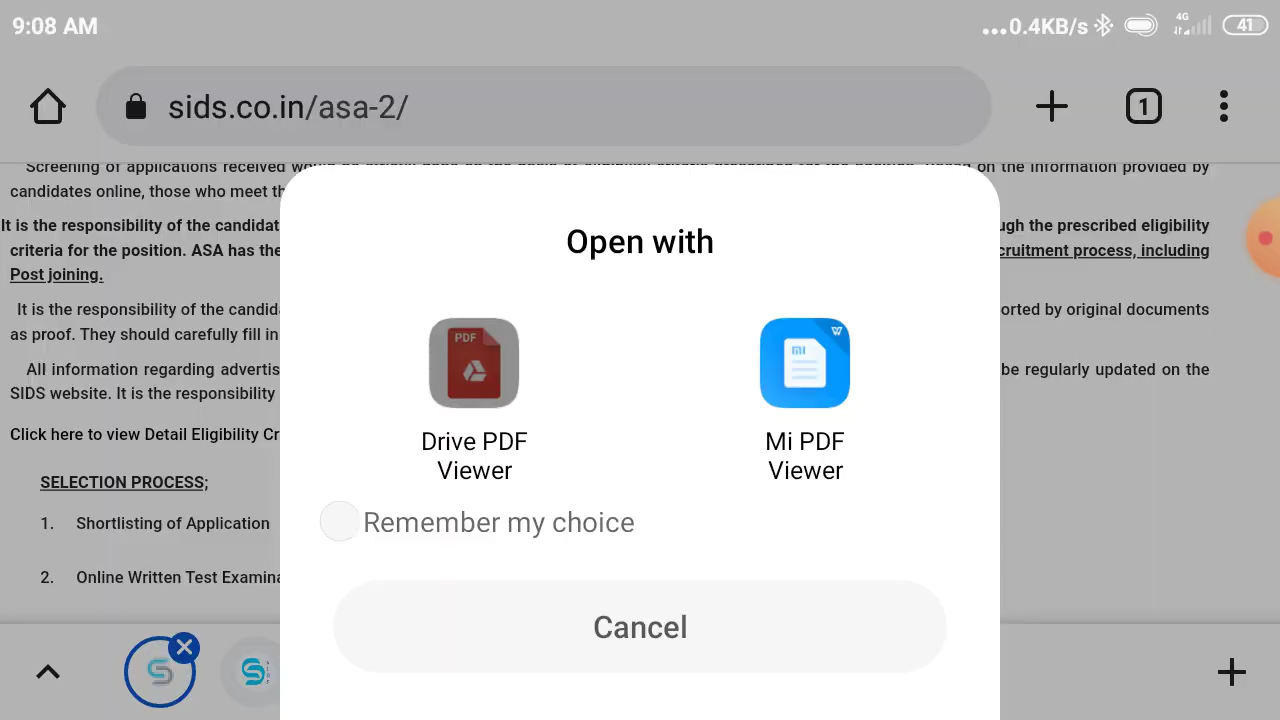 9:08 AM
...0.4KB/s 4G 41
sids.co.in/asa-2/ 1
Screening of applications received on the information provided by
candidates online, those who meet th
It is the responsibility of the candidat ugh the prescribed eligibility
criteria for the position. ASA has the cruitment process, including
Post joining.
It is the responsibility of the candida orted by original documents
as proof. They should carefully fill in
All information regarding advertis be regularly updated on the
SIDS website. It is the responsibility
Click here to view Detail Eligibility Cr
SELECTION PROCESS;
1. Shortlisting of Application
2. Online Written Test Examina
Open with
PDF
W
mi
Drive PDF
Viewer
Mi PDF
Viewer
Remember my choice
Cancel